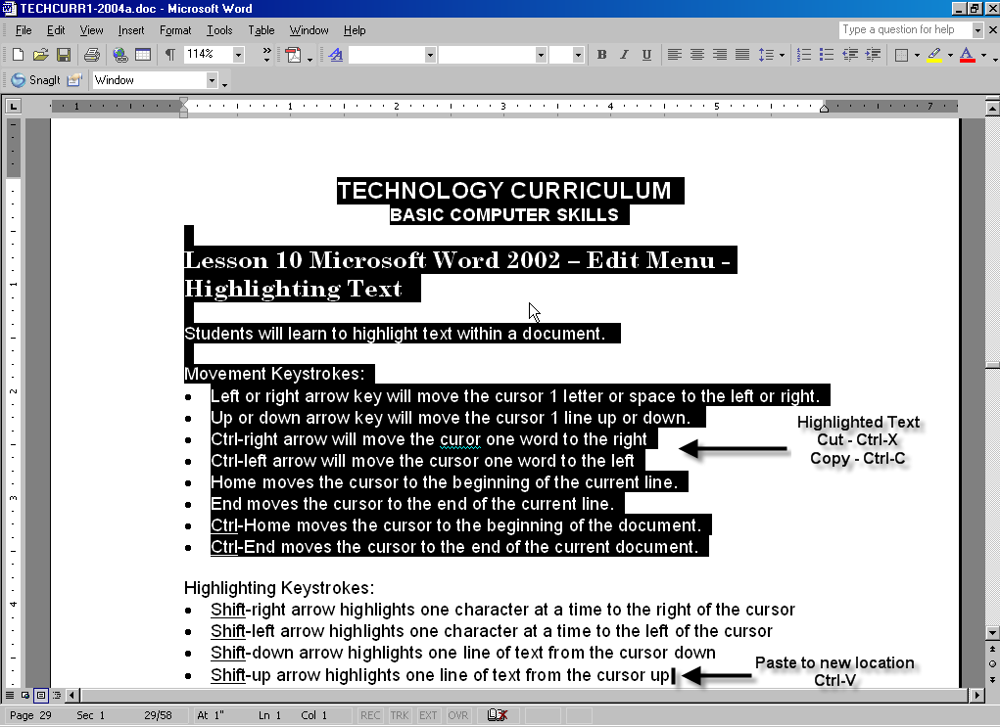 TECHCURR1-2004a.doc - Microsoft Word
File Edit View Insert Format Tools Table Window Help
Type a question for help
114%
B I U
A
SnagIt Window
1 1 2 3 4 5 7
TECHNOLOGY CURRICULUM
BASIC COMPUTER SKILLS
Lesson 10 Microsoft Word 2002 – Edit Menu -
Highlighting Text
Students will learn to highlight text within a document.
Movement Keystrokes:
• Left or right arrow key will move the cursor 1 letter or space to the left or right.
• Up or down arrow key will move the cursor 1 line up or down.
• Ctrl-right arrow will move the curor one word to the right
• Ctrl-left arrow will move the cursor one word to the left
• Home moves the cursor to the beginning of the current line.
• End moves the cursor to the end of the current line.
• Ctrl-Home moves the cursor to the beginning of the document.
• Ctrl-End moves the cursor to the end of the current document.
Highlighted Text
Cut - Ctrl-X
Copy - Ctrl-C
Highlighting Keystrokes:
• Shift-right arrow highlights one character at a time to the right of the cursor
• Shift-left arrow highlights one character at a time to the left of the cursor
• Shift-down arrow highlights one line of text from the cursor down
• Shift-up arrow highlights one line of text from the cursor up
Paste to new location
Ctrl-V
1
2
3
4
Page 29 Sec 1 29/58 At 1" Ln 1 Col 1 REC TRK EXT OVR